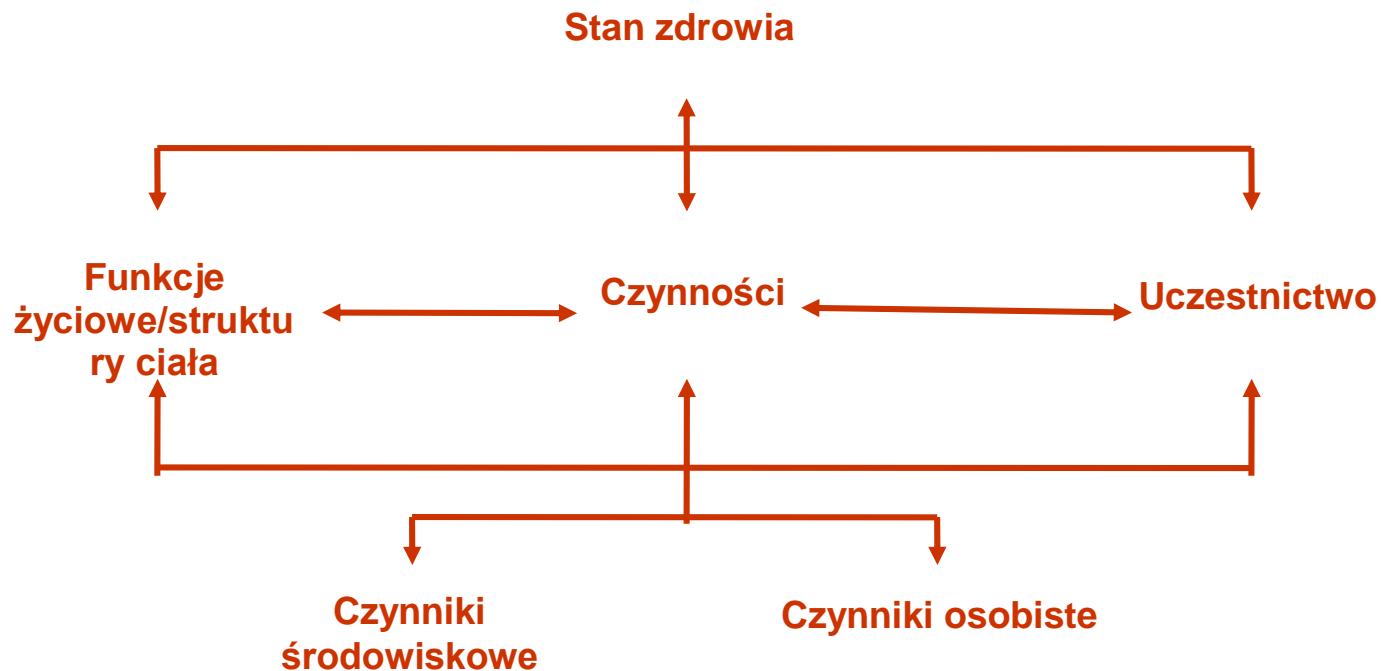 Stan zdrowia
Funkcje
życiowe/struktu
ry ciała
Czynności
Uczestnictwo
Czynniki
środowiskowe
Czynniki osobiste